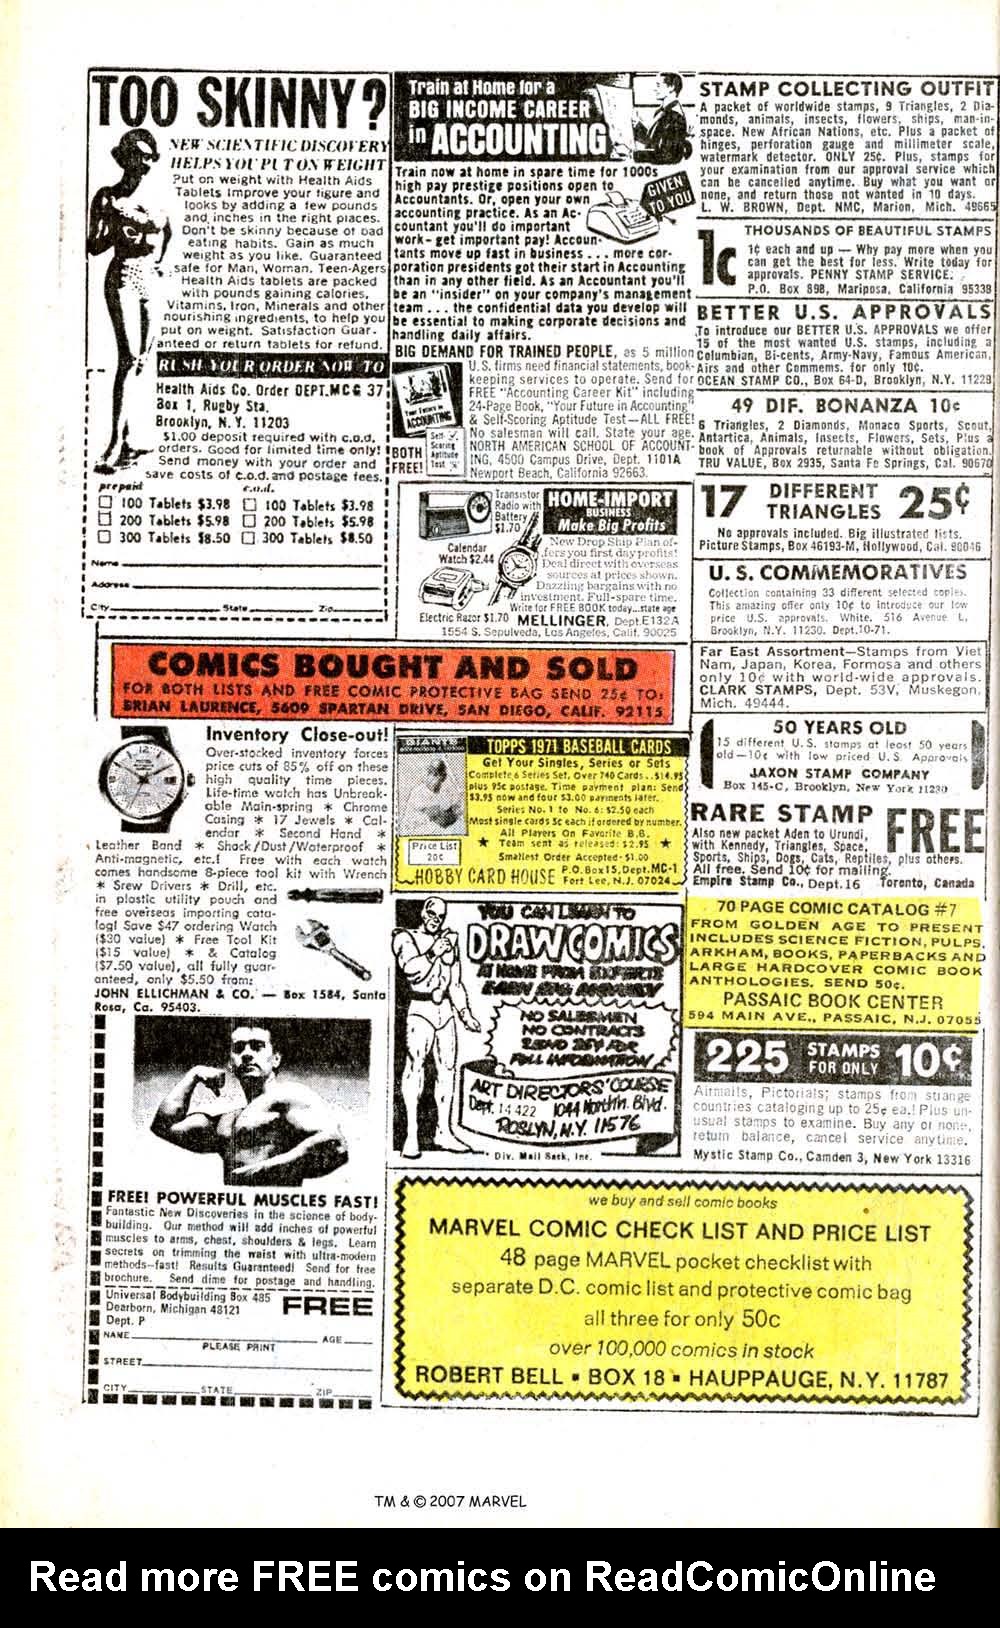 TOO SKINNY?
NEW SCIENTIFIC DISCOVERY
HELPS YOU PUT ON WEIGHT
Put on weight with Health Aids
Tablets Improve your figure and
looks by adding a few pounds
and inches in the right places.
Don't be skinny because of bad
eating habits. Gain as much
weight as you like. Guaranteed
safe for Man, Woman, Teen-Agers
Health Aids tablets are packed
with pounds gaining calories,
Vitamins, Iron, Minerals and other
nourishing ingredients, to help you
put on weight. Satisfaction Guar-
anteed or return tablets for refund.
RUSH YOUR ORDER NOW TO
Health Aids Co. Order DEPT.MCG 37
Box 1, Rugby Sta.
Brooklyn, N. Y. 11203
$1.00 deposit required with c.o.d.
orders. Good for limited time only!
Send money with your order and
save costs of c.o.d. and postage fees.
prepaid c.o.d.
100 Tablets $3.98 100 Tablets $3.98
200 Tablets $5.98 200 Tablets $5.98
300 Tablets $8.50 300 Tablets $8.50
Name
Address
City State Zip
Train at Home for a
BIG INCOME CAREER
in ACCOUNTING
Train now at home in spare time for 1000s
high pay prestige positions open to
Accountants. Or, open your own
accounting practice. As an Ac-
countant you'll do important
work - get important pay! Accoun-
tants move up fast in business . . . more cor-
poration presidents got their start in Accounting
than in any other field. As an Accountant you'll
be an "insider" on your company's management
team . . . the confidential data you develop will
be essential to making corporate decisions and
handling daily affairs.
GIVEN
TO YOU
BIG DEMAND FOR TRAINED PEOPLE, as 5 million
U.S. firms need financial statements, book-
keeping services to operate. Send for
FREE "Accounting Career Kit" including
24-Page Book, "Your Future in Accounting"
& Self-Scoring Aptitude Test—ALL FREE!
No salesman will call. State your age.
NORTH AMERICAN SCHOOL OF ACCOUNT-
ING, 4500 Campus Drive, Dept. 1101A
Newport Beach, California 92663.
Your Future in
ACCOUNTING
BOTH
FREE!
Self-
Scoring
Aptitude
Test
Transistor
Radio with
Battery
$1.70
Calendar
Watch $2.44
Electric Razor $1.70
HOME-IMPORT
BUSINESS
Make Big Profits
New Drop Ship Plan of-
fers you first day profits!
Deal direct with overseas
sources at prices shown.
Dazzling bargains with no
investment. Full-spare time.
Write for FREE BOOK today...state age
MELLINGER, Dept.E132A
1554 S. Sepulveda, Los Angeles, Calif. 90025
STAMP COLLECTING OUTFIT
A packet of worldwide stamps, 9 Triangles, 2 Dia-
monds, animals, insects, flowers, ships, man-in-
space. New African Nations, etc. Plus a packet of
hinges, perforation gauge and millimeter scale,
watermark detector. ONLY 25¢. Plus, stamps for
your examination from our approval service which
can be cancelled anytime. Buy what you want or
none, and return those not wanted in 10 days.
L. W. BROWN, Dept. NMC, Marion, Mich. 49665
1c
THOUSANDS OF BEAUTIFUL STAMPS
1¢ each and up — Why pay more when you
can get the best for less. Write today for
approvals. PENNY STAMP SERVICE.
P.O. Box 898, Mariposa, California 95338
BETTER U.S. APPROVALS
To introduce our BETTER U.S. APPROVALS we offer
15 of the most wanted U.S. stamps, including a
Columbian, Bi-cents, Army-Navy, Famous American,
Airs and other Commems. for only 10¢.
OCEAN STAMP CO., Box 64-D, Brooklyn, N.Y. 11229
49 DIF. BONANZA 10¢
6 Triangles, 2 Diamonds, Monaco Sports, Scout,
Antartica, Animals, Insects, Flowers, Sets, Plus a
book of Approvals returnable without obligation.
TRU VALUE, Box 2935, Santa Fe Springs, Cal. 90670
17 DIFFERENT TRIANGLES 25¢
No approvals included. Big illustrated lists.
Picture Stamps, Box 46193-M, Hollywood, Cal. 90046
U. S. COMMEMORATIVES
Collection containing 33 different selected copies.
This amazing offer only 10¢ to introduce our low
price U.S. approvals. White. 516 Avenue L,
Brooklyn, N.Y. 11230. Dept.10-71.
Far East Assortment—Stamps from Viet
Nam, Japan, Korea, Formosa and others
only 10¢ with world-wide approvals.
CLARK STAMPS, Dept. 53V, Muskegon,
Mich. 49444.
50 YEARS OLD
15 different U.S. stamps at least 50 years
old—10¢ with low priced U.S. Approvals
JAXON STAMP COMPANY
Box 145-C, Brooklyn, New York 11230
RARE STAMP FREE
Also new packet Aden to Urundi,
with Kennedy, Triangles, Space,
Sports, Ships, Dogs, Cats, Reptiles, plus others.
All free. Send 10¢ for mailing.
Empire Stamp Co., Dept.16 Toronto, Canada
COMICS BOUGHT AND SOLD
FOR BOTH LISTS AND FREE COMIC PROTECTIVE BAG SEND 25¢ TO:
BRIAN LAURENCE, 5609 SPARTAN DRIVE, SAN DIEGO, CALIF. 92115
Inventory Close-out!
Over-stocked inventory forces
price cuts of 85% off on these
high quality time pieces.
Life-time watch has Unbreak-
able Main-spring * Chrome
Casing * 17 Jewels * Cal-
endar * Second Hand *
Leather Band * Shock/Dust/Waterproof *
Anti-magnetic, etc.! Free with each watch
comes handsome 8-piece tool kit with Wrench
* Screw Drivers * Drill, etc.
in plastic utility pouch and
free overseas importing cata-
log! Save $47 ordering Watch
($30 value) * Free Tool Kit
($15 value) * & Catalog
($7.50 value), all fully guar-
anteed, only $5.50 from:
JOHN ELLICHMAN & CO. — Box 1584, Santa
Rosa, Ca. 95403.
GIANTS
Price List
20¢
TOPPS 1971 BASEBALL CARDS
Get Your Singles, Series or Sets
Complete 6 Series Set, Over 740 Cards..$14.95
plus 95¢ postage. Time payment plan: Send
$3.95 now and four $3.00 payments later.
Series No. 1 to No. 6: $2.50 each
Most single cards 5¢ each if ordered by number.
All Players On Favorite B.B.
★ Team sent as released: $2.95 ★
Smallest Order Accepted-$1.00
HOBBY CARD HOUSE P.O.Box15,Dept.MC-1
Fort Lee, N.J. 07024
YOU CAN LEARN TO
DRAW COMICS
AT HOME FROM EXPERTS
EARN BIG MONEY
NO SALESMEN
NO CONTRACTS
SEND 25¢ FOR
FULL INFORMATION
ART DIRECTORS' COURSE
Dept. 14422 1044 Northn. Blvd.
ROSLYN, N.Y. 11576
• Div. Mail Sack, Inc.
70 PAGE COMIC CATALOG #7
FROM GOLDEN AGE TO PRESENT
INCLUDES SCIENCE FICTION, PULPS,
ARKHAM, BOOKS, PAPERBACKS AND
LARGE HARDCOVER COMIC BOOK
ANTHOLOGIES. SEND 50¢.
PASSAIC BOOK CENTER
594 MAIN AVE., PASSAIC, N.J. 07055
225 STAMPS FOR ONLY 10¢
Airmails, Pictorials; stamps from strange
countries cataloging up to 25¢ ea.! Plus un-
usual stamps to examine. Buy any or none,
return balance, cancel service anytime.
Mystic Stamp Co., Camden 3, New York 13316
FREE! POWERFUL MUSCLES FAST!
Fantastic New Discoveries in the science of body-
building. Our method will add inches of powerful
muscles to arms, chest, shoulders & legs. Learn
secrets on trimming the waist with ultra-modern
methods—fast! Results Guaranteed! Send for free
brochure. Send dime for postage and handling.
Universal Bodybuilding Box 485
Dearborn, Michigan 48121
Dept. P
FREE
NAME AGE
PLEASE PRINT
STREET
CITY STATE ZIP
we buy and sell comic books
MARVEL COMIC CHECK LIST AND PRICE LIST
48 page MARVEL pocket checklist with
separate D.C. comic list and protective comic bag
all three for only 50c
over 100,000 comics in stock
ROBERT BELL • BOX 18 • HAUPPAUGE, N.Y. 11787
TM & © 2007 MARVEL
Read more FREE comics on ReadComicOnline